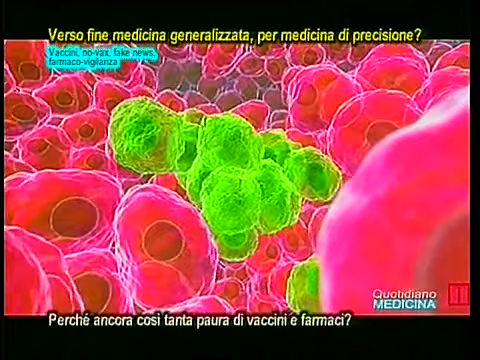 Verso fine medicina generalizzata, per medicina di precisione?
Vaccini, no-vax, fake news,
farmaco-vigilanza
Quotidiano
MEDICINA
Perché ancora così tanta paura di vaccini e farmaci?